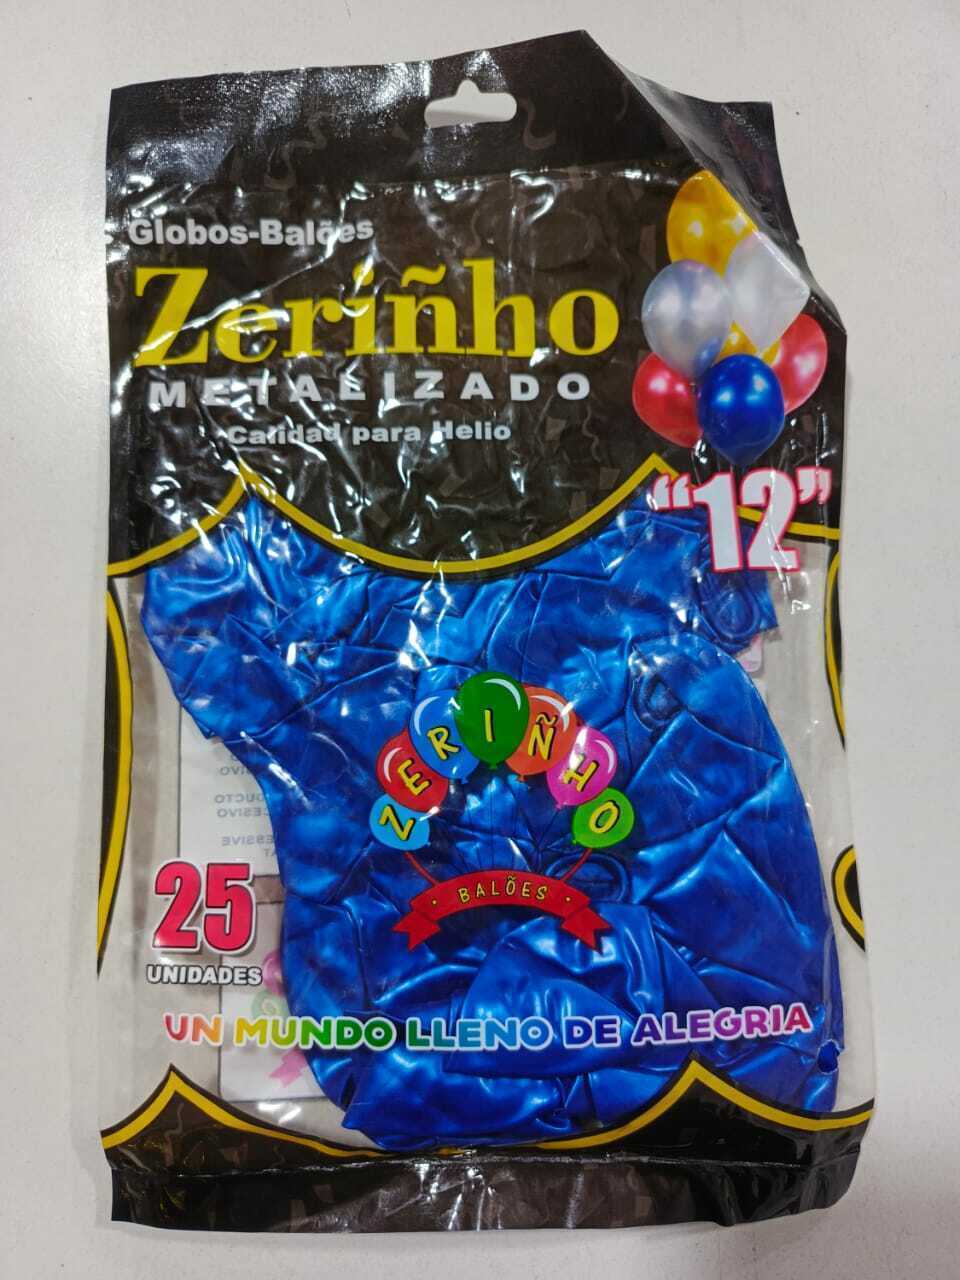 Globos-Balões
Zeriñho
METALIZADO
Calidad para Helio
"12"
ZERIÑHO
· BALÕES ·
25
UNIDADES
UN MUNDO LLENO DE ALEGRIA